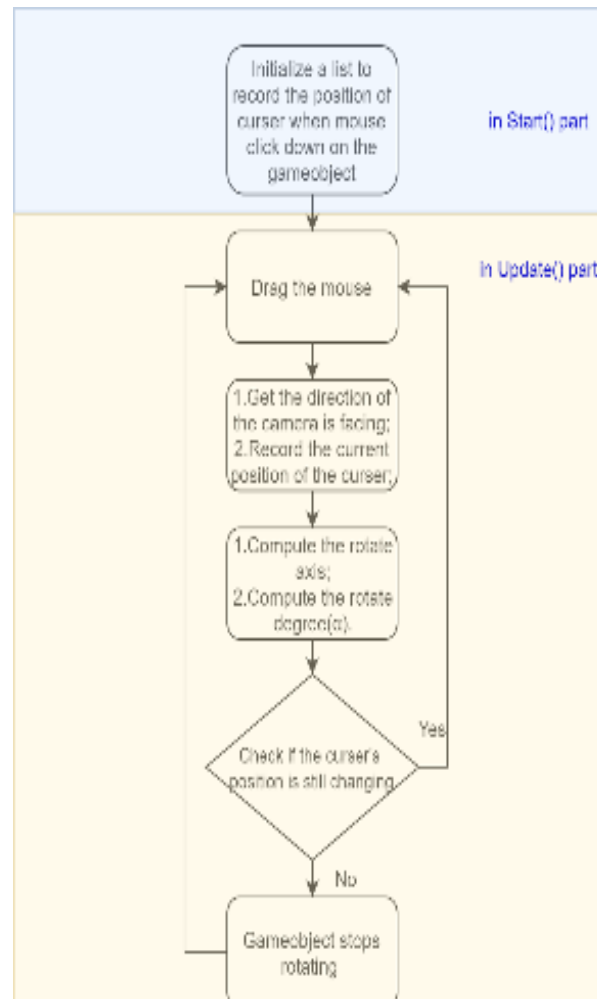 Initialize a list to
record the position of
curser when mouse
click down on the
gameobject
in Start() part
In Update() part
Drag the mouse
1.Get the direction of
the camera is facing;
2.Record the current
position of the curser;
1.Compute the rotate
axis;
2.Compute the rotate
degree(α).
Yes
Check if the curser's
position is still changing
No
Gameobject stops
rotating